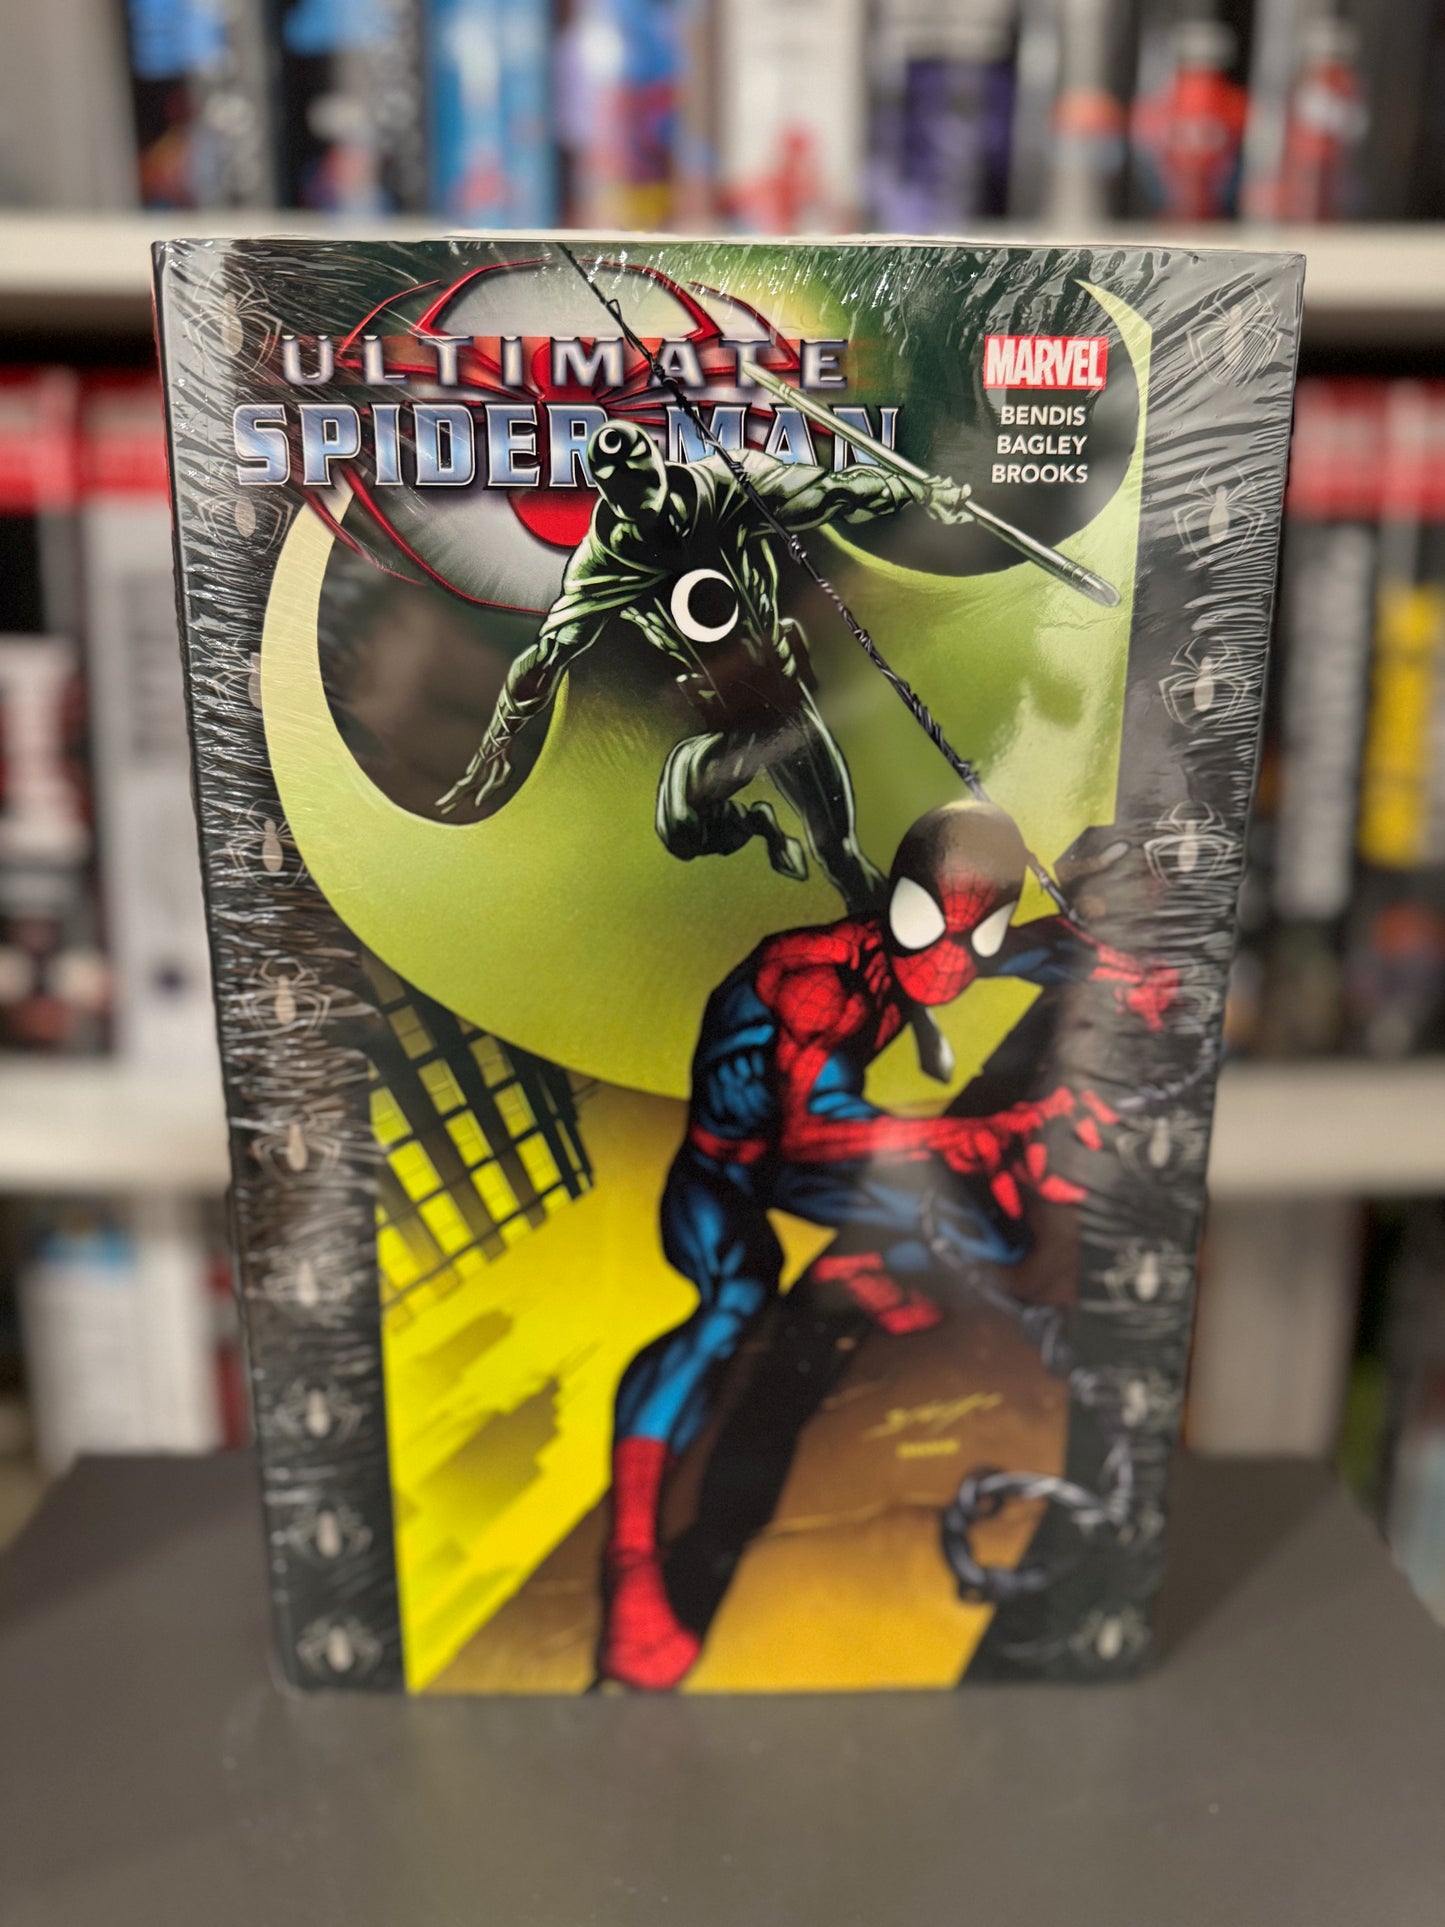 ULTIMATE
SPIDER-MAN
MARVEL
BENDIS
BAGLEY
BROOKS